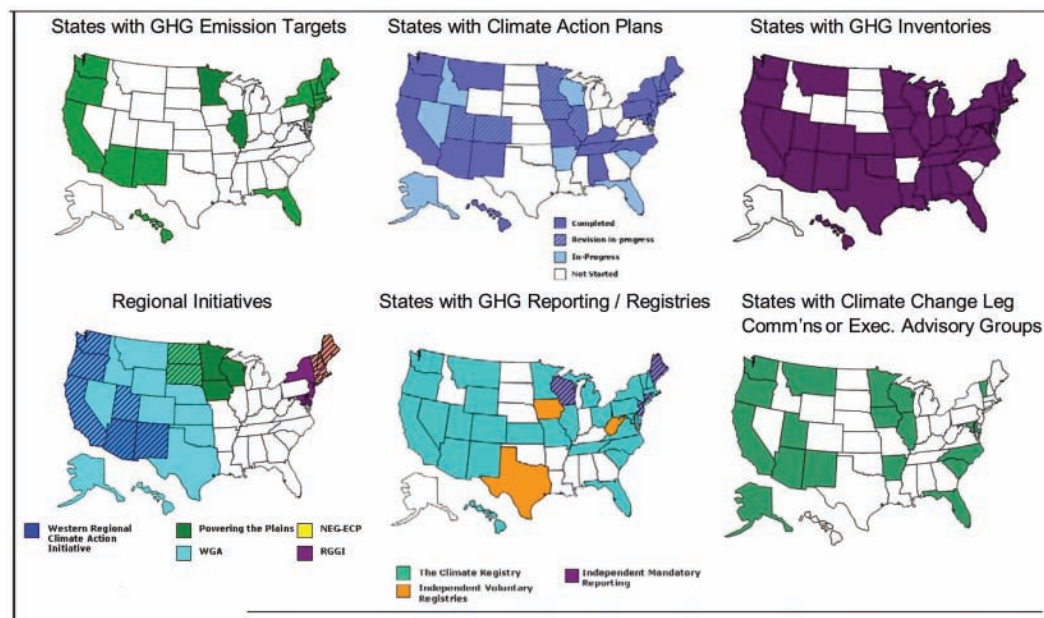 States with GHG Emission Targets
States with Climate Action Plans
States with GHG Inventories
Completed
Revision in-progress
In-Progress
Not Started
Regional Initiatives
States with GHG Reporting / Registries
States with Climate Change Leg
Comm'ns or Exec. Advisory Groups
Western Regional
Climate Action
Initiative
Powering the Plains
WGA
NEG-ECP
RGGI
The Climate Registry
Independent Voluntary
Registries
Independent Mandatory
Reporting